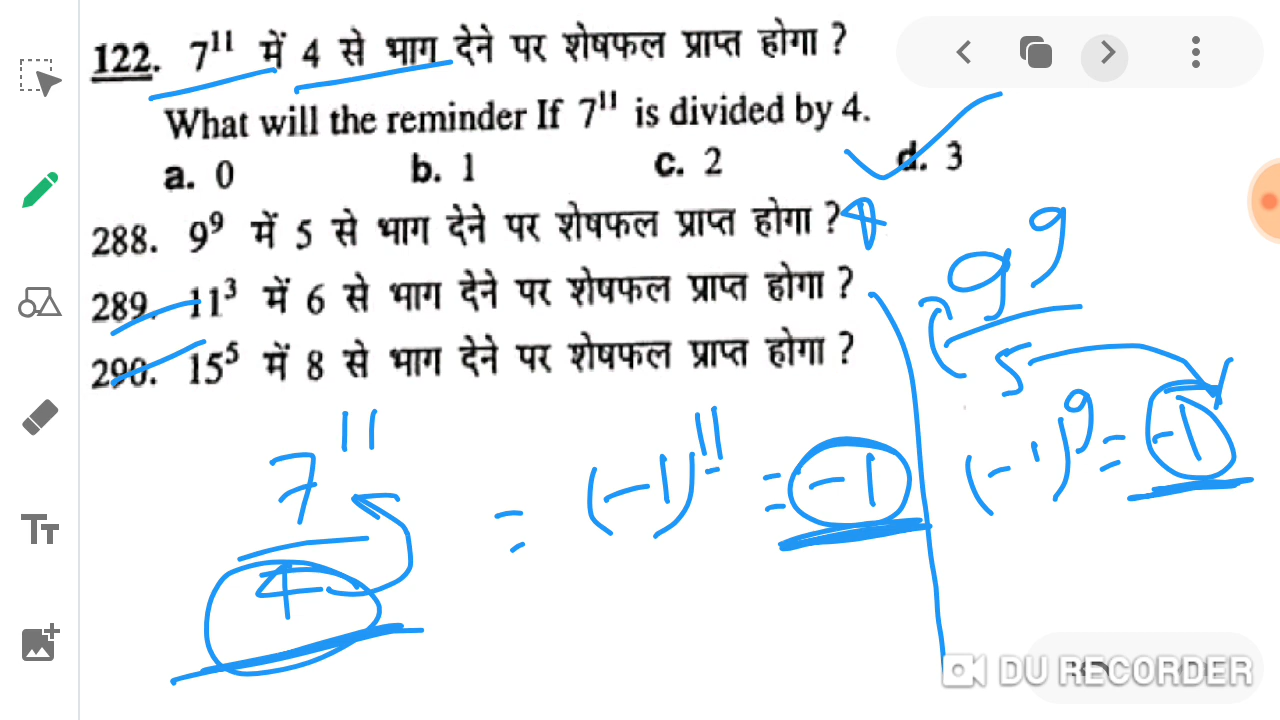 122. 7¹¹ में 4 से भाग देने पर शेषफल प्राप्त होगा ?
What will the reminder If 7¹¹ is divided by 4.
a. 0 b. 1 c. 2 d. 3
288. 9⁹ में 5 से भाग देने पर शेषफल प्राप्त होगा ? 4
289. 11³ में 6 से भाग देने पर शेषफल प्राप्त होगा ?
290. 15⁵ में 8 से भाग देने पर शेषफल प्राप्त होगा ?
7¹¹
4
= (-1)¹¹ = -1
9⁹
5
(-1)⁹ = -1
Tт
DU RECORDER